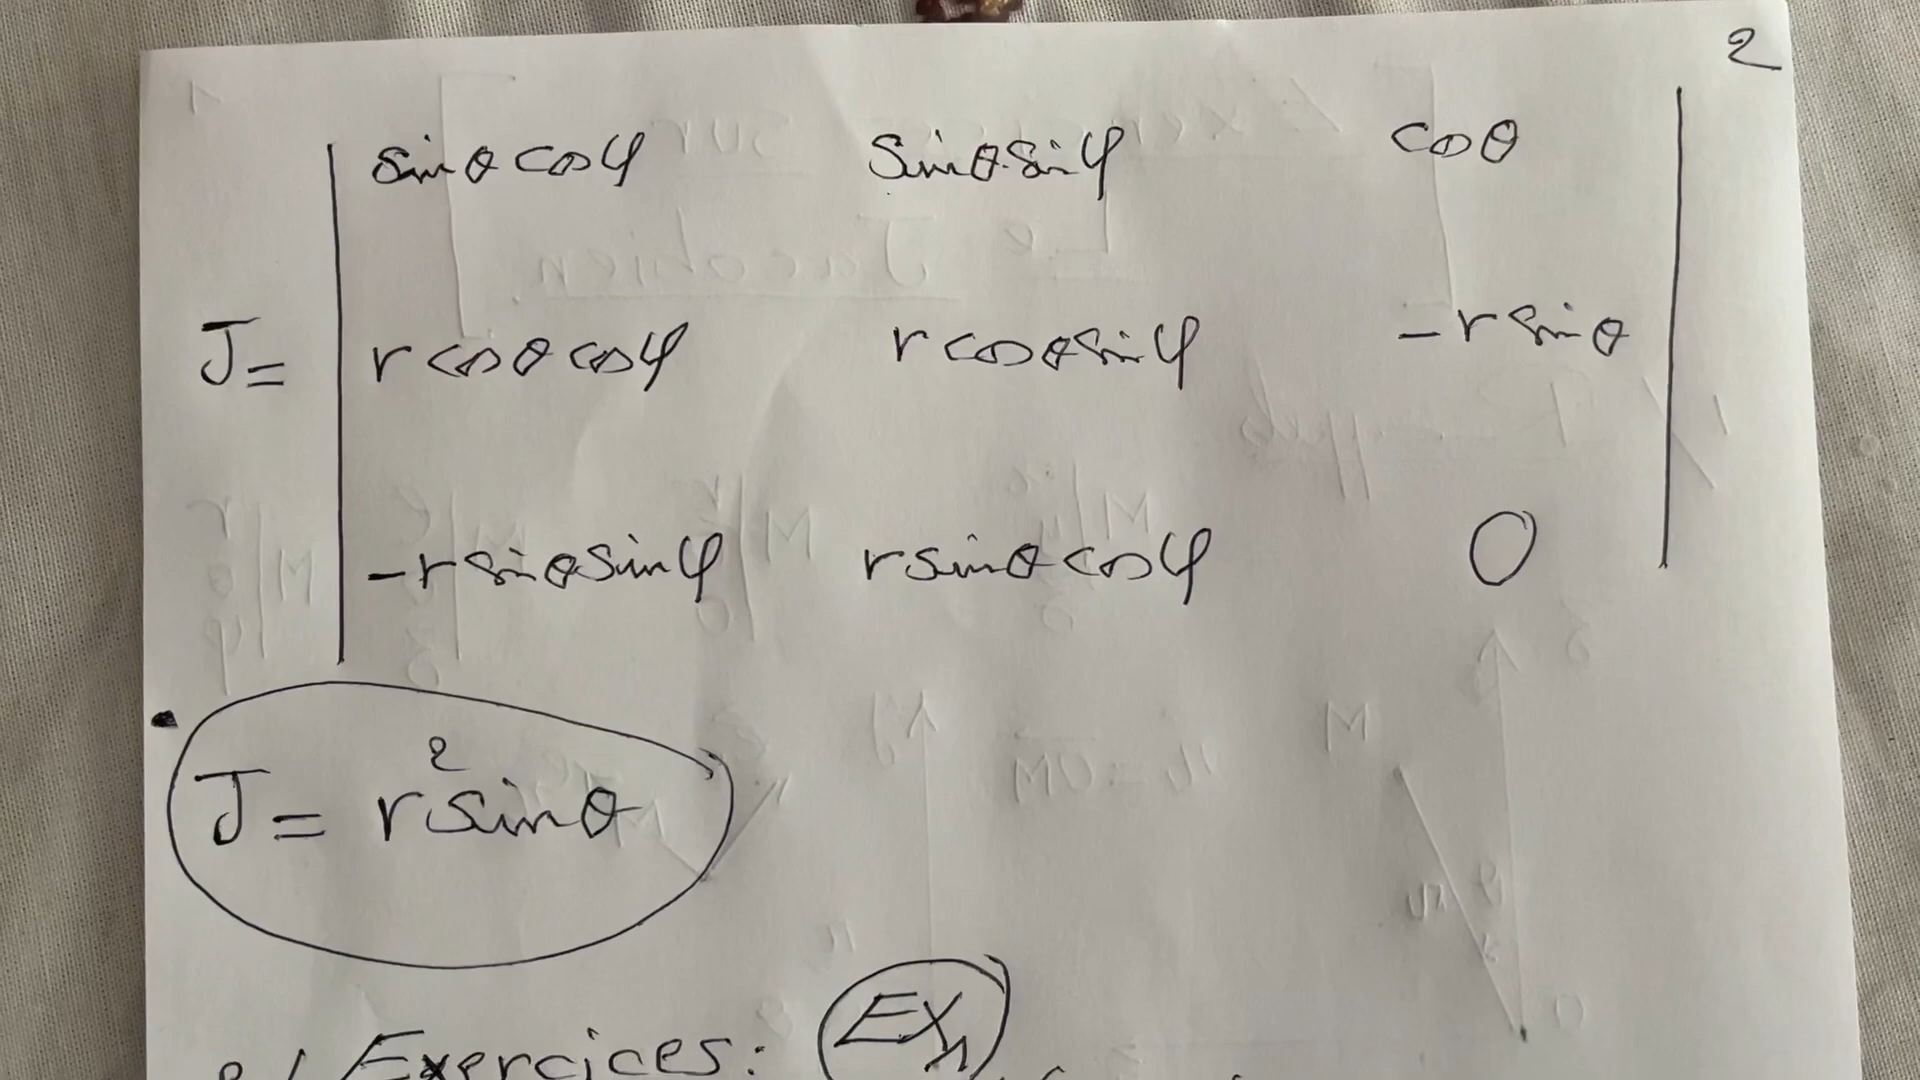 2
sinθ cosφ sinθ sinφ cosθ
J= r cosθ cosφ r cosθ sinφ -r sinθ
-r sinθ sinφ r sinθ cosφ 0
J = r² sinθ
Exercices: Ex1